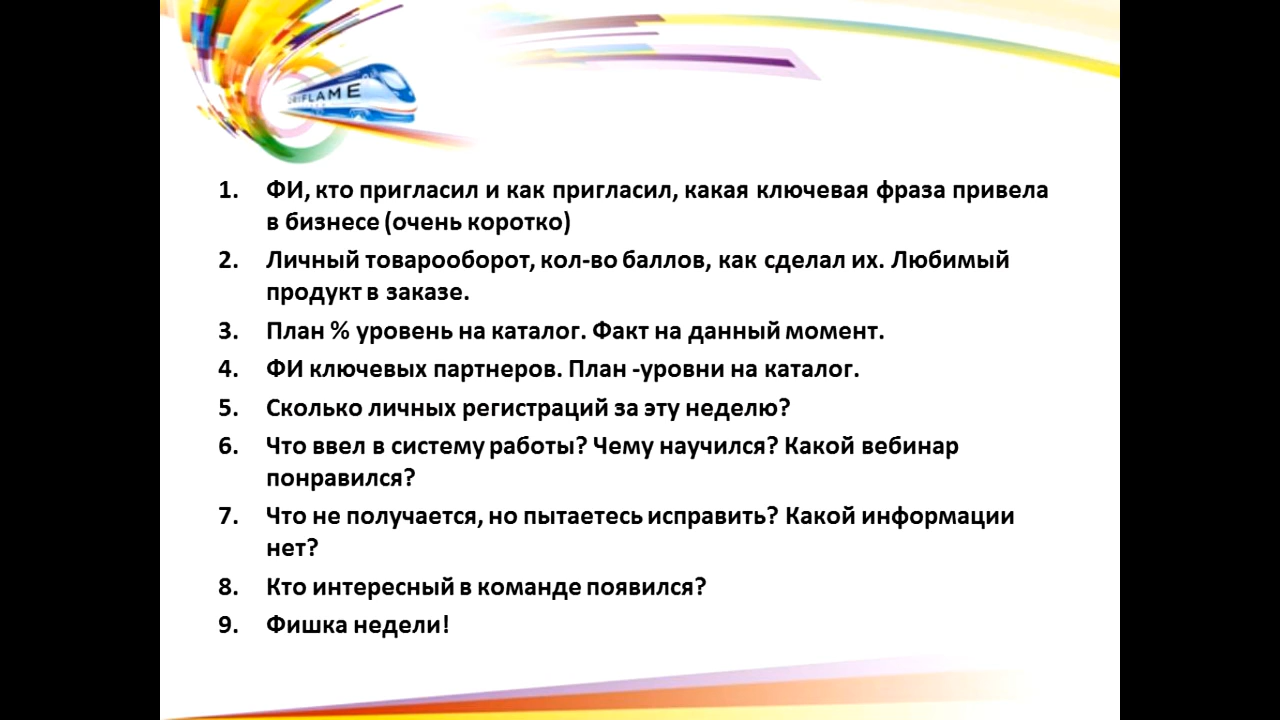 ORIFLAME
1. ФИ, кто пригласил и как пригласил, какая ключевая фраза привела
в бизнесе (очень коротко)
2. Личный товарооборот, кол-во баллов, как сделал их. Любимый
продукт в заказе.
3. План % уровень на каталог. Факт на данный момент.
4. ФИ ключевых партнеров. План -уровни на каталог.
5. Сколько личных регистраций за эту неделю?
6. Что ввел в систему работы? Чему научился? Какой вебинар
понравился?
7. Что не получается, но пытаетесь исправить? Какой информации
нет?
8. Кто интересный в команде появился?
9. Фишка недели!